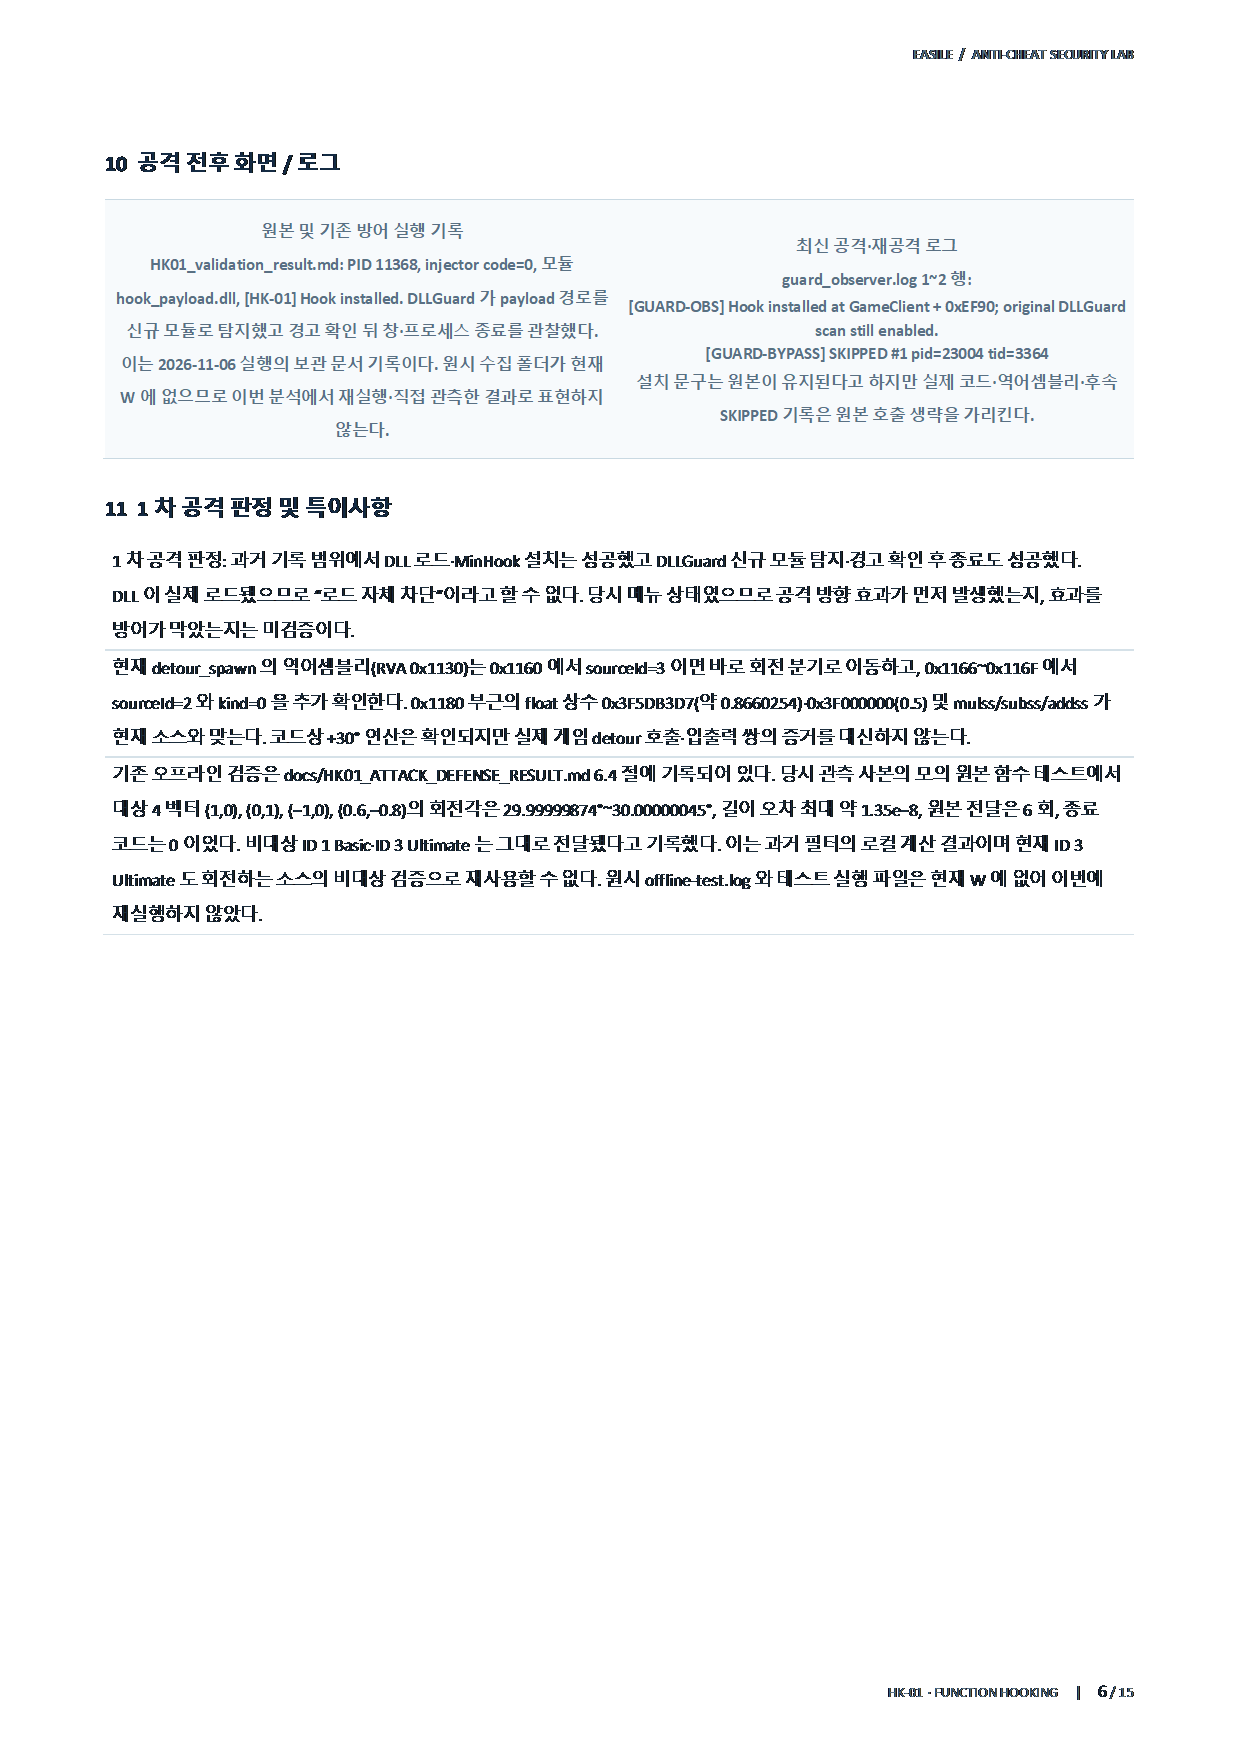 EASILE / ANTI-CHEAT SECURITY LAB
10 공격 전후 화면 / 로그
원본 및 기존 방어 실행 기록
HK01_validation_result.md: PID 11368, injector code=0, 모듈
hook_payload.dll, [HK-01] Hook installed. DLLGuard 가 payload 경로를
신규 모듈로 탐지했고 경고 확인 뒤 창·프로세스 종료를 관찰했다.
이는 2026-11-06 실행의 보관 문서 기록이다. 원시 수집 폴더가 현재
W 에 없으므로 이번 분석에서 재실행·직접 관측한 결과로 표현하지
않는다.
최신 공격·재공격 로그
guard_observer.log 1~2 행:
[GUARD-OBS] Hook installed at GameClient + 0xEF90; original DLLGuard
scan still enabled.
[GUARD-BYPASS] SKIPPED #1 pid=23004 tid=3364
설치 문구는 원본이 유지된다고 하지만 실제 코드·역어셈블리·후속
SKIPPED 기록은 원본 호출 생략을 가리킨다.
11 1 차 공격 판정 및 특이사항
1 차 공격 판정: 과거 기록 범위에서 DLL 로드·MinHook 설치는 성공했고 DLLGuard 신규 모듈 탐지·경고 확인 후 종료도 성공했다.
DLL 이 실제 로드됐으므로 “로드 자체 차단”이라고 할 수 없다. 당시 메뉴 상태였으므로 공격 방향 효과가 먼저 발생했는지, 효과를
방어가 막았는지는 미검증이다.
현재 detour_spawn 의 역어셈블리(RVA 0x1130)는 0x1160 에서 sourceId=3 이면 바로 회전 분기로 이동하고, 0x1166~0x116F 에서
sourceId=2 와 kind=0 을 추가 확인한다. 0x1180 부근의 float 상수 0x3F5DB3D7(약 0.8660254)·0x3F000000(0.5) 및 mulss/subss/addss 가
현재 소스와 맞는다. 코드상 +30° 연산은 확인되지만 실제 게임 detour 호출·입출력 쌍의 증거를 대신하지 않는다.
기존 오프라인 검증은 docs/HK01_ATTACK_DEFENSE_RESULT.md 6.4 절에 기록되어 있다. 당시 관측 사본의 모의 원본 함수 테스트에서
대상 4 벡터 (1,0), (0,1), (−1,0), (0.6,−0.8)의 회전각은 29.99999874°~30.00000045°, 길이 오차 최대 약 1.35e−8, 원본 전달은 6 회, 종료
코드는 0 이었다. 비대상 ID 1 Basic·ID 3 Ultimate 는 그대로 전달됐다고 기록했다. 이는 과거 필터의 로컬 계산 결과이며 현재 ID 3
Ultimate 도 회전하는 소스의 비대상 검증으로 재사용할 수 없다. 원시 offline-test.log 와 테스트 실행 파일은 현재 W 에 없어 이번에
재실행하지 않았다.
HK-01 · FUNCTION HOOKING | 6 / 15